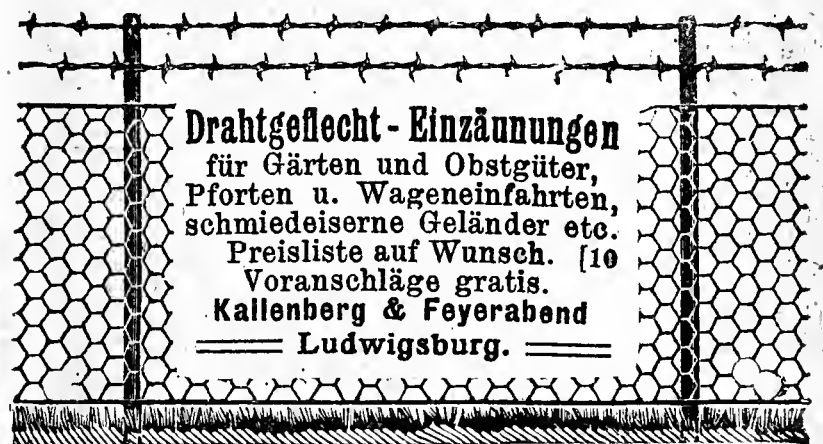 Drahtgeflecht - Einzäunungen
für Gärten und Obstgüter,
Pforten u. Wageneinfahrten,
schmiedeiserne Geländer etc.
Preisliste auf Wunsch. [10
Voranschläge gratis.
Kallenberg & Feyerabend
Ludwigsburg.